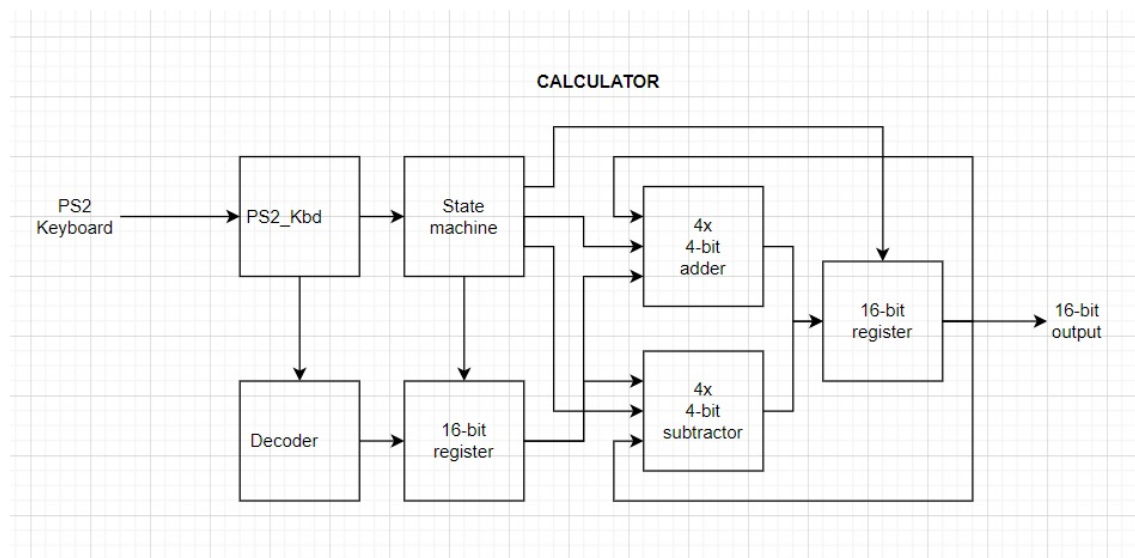 CALCULATOR
PS2
Keyboard
PS2_Kbd
State
machine
4x
4-bit
adder
16-bit
register
16-bit
output
Decoder
16-bit
register
4x
4-bit
subtractor